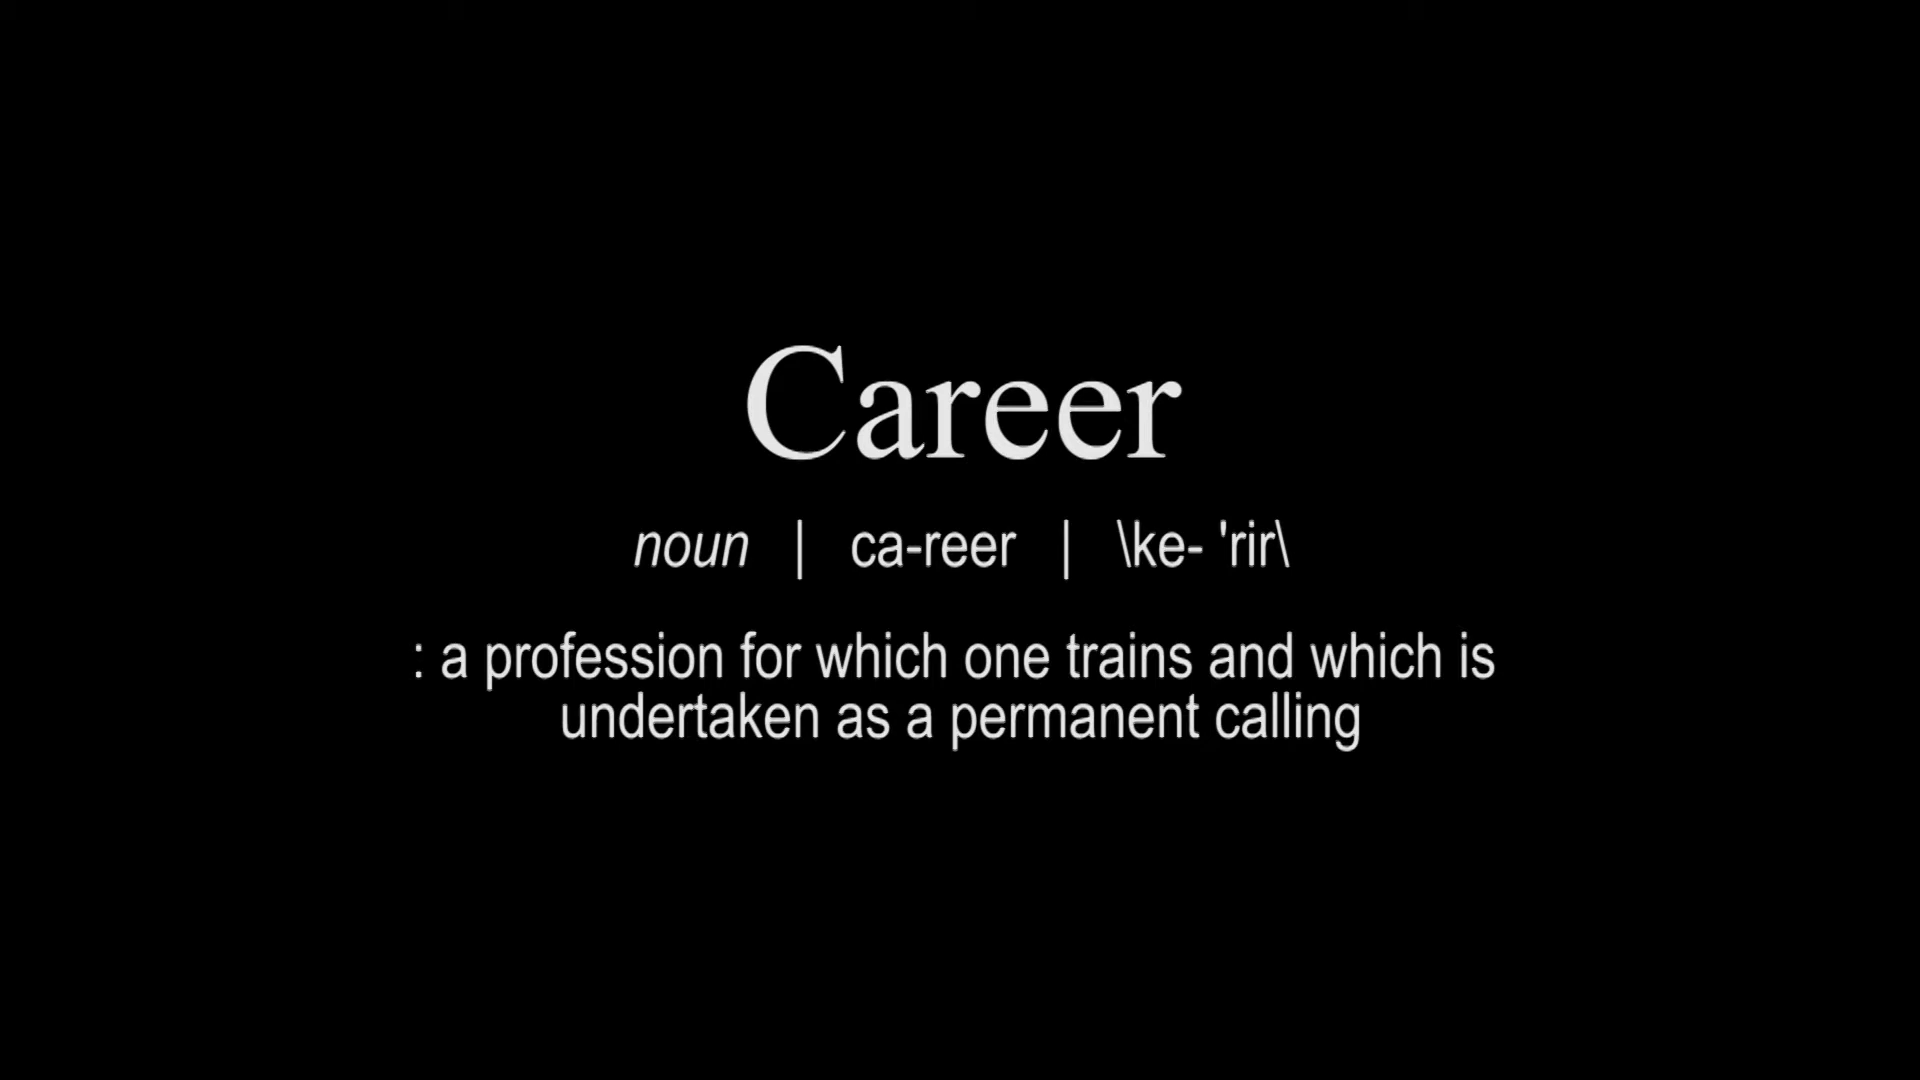 Career
noun | ca-reer | \ke- 'rir\
: a profession for which one trains and which is
undertaken as a permanent calling